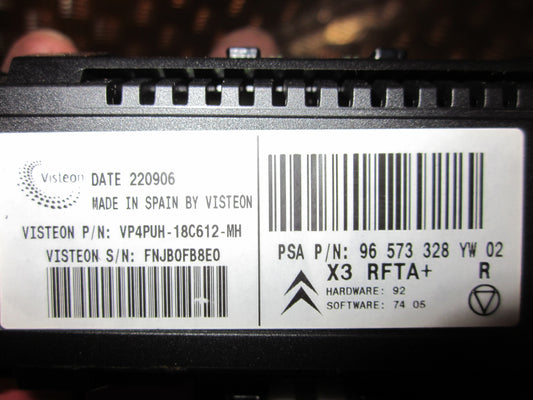 Visteon
DATE 220906
MADE IN SPAIN BY VISTEON
VISTEON P/N: VP4PUH-18C612-MH
VISTEON S/N: FNJB0FB8E0
PSA P/N: 96 573 328 YW 02
X3 RFTA+ R
HARDWARE: 92
SOFTWARE: 74 05